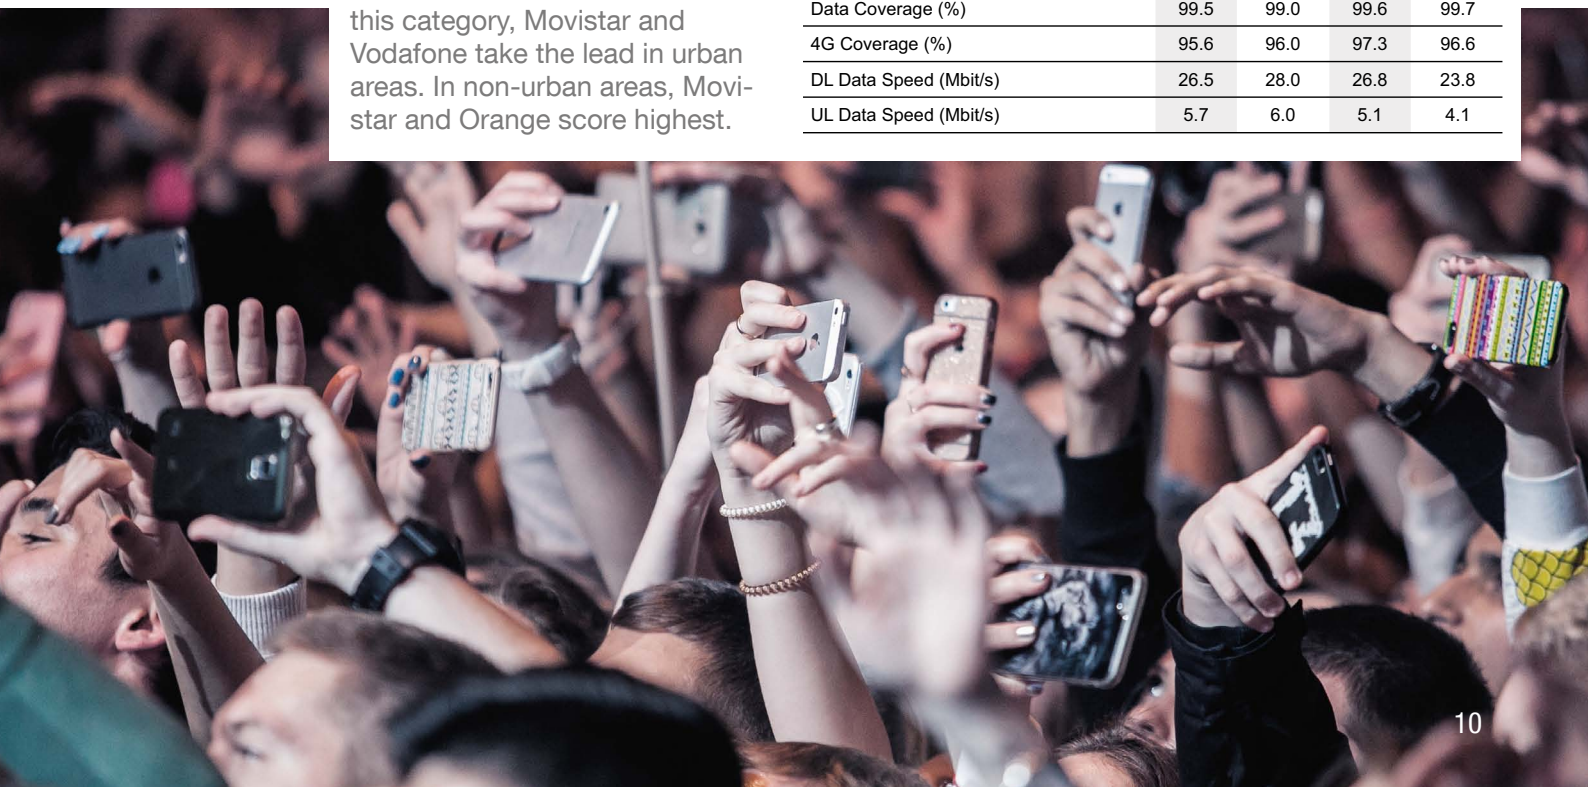 this category, Movistar and
Vodafone take the lead in urban
areas. In non-urban areas, Movi-
star and Orange score highest.
Data Coverage (%) 99.5 99.0 99.6 99.7
4G Coverage (%) 95.6 96.0 97.3 96.6
DL Data Speed (Mbit/s) 26.5 28.0 26.8 23.8
UL Data Speed (Mbit/s) 5.7 6.0 5.1 4.1
10